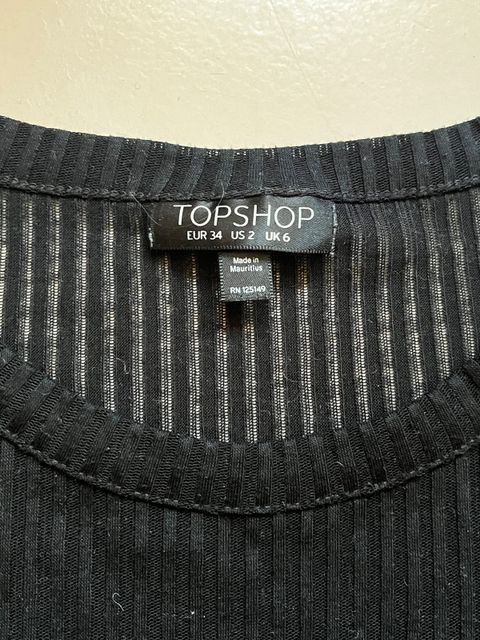 TOPSHOP
EUR 34 US 2 UK 6
Made in
Mauritius
RN 125149